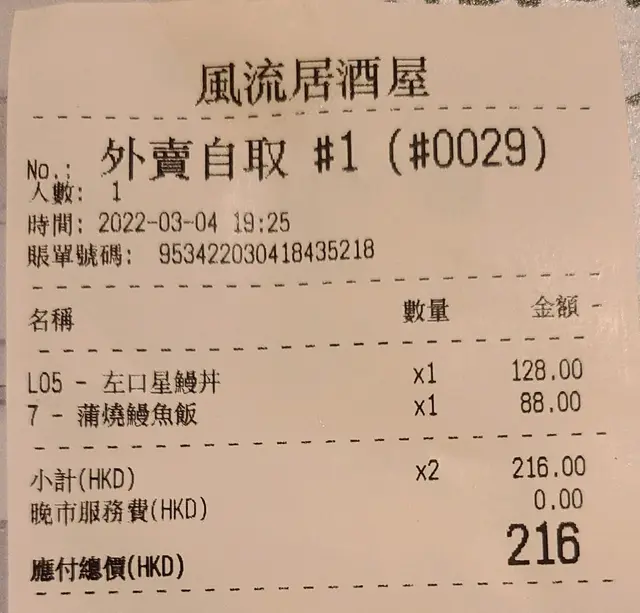 風流居酒屋
No.: 外賣自取 #1 (#0029)
人數: 1
時間: 2022-03-04 19:25
賬單號碼: 953422030418435218
名稱 數量 金額
L05 - 左口星鰻丼 x1 128.00
7 - 蒲燒鰻魚飯 x1 88.00
小計(HKD) x2 216.00
晚市服務費(HKD) 0.00
應付總價(HKD) 216